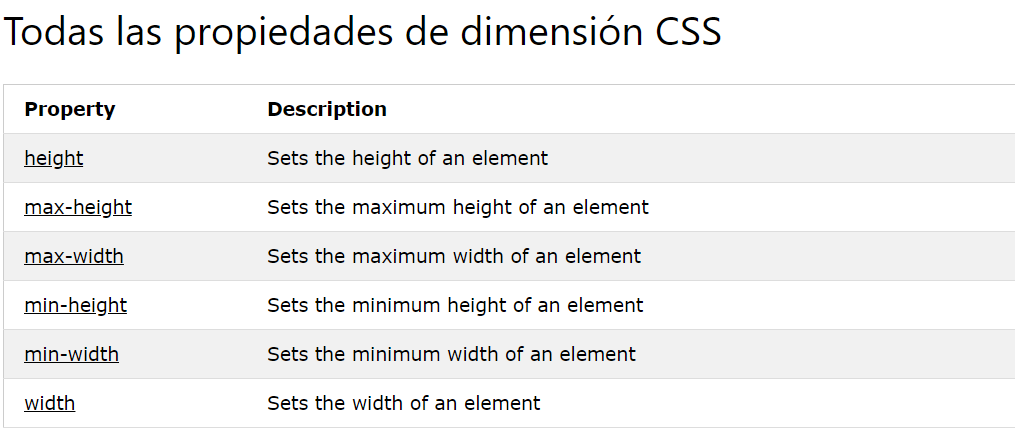 Todas las propiedades de dimensión CSS
Property Description
height Sets the height of an element
max-height Sets the maximum height of an element
max-width Sets the maximum width of an element
min-height Sets the minimum height of an element
min-width Sets the minimum width of an element
width Sets the width of an element